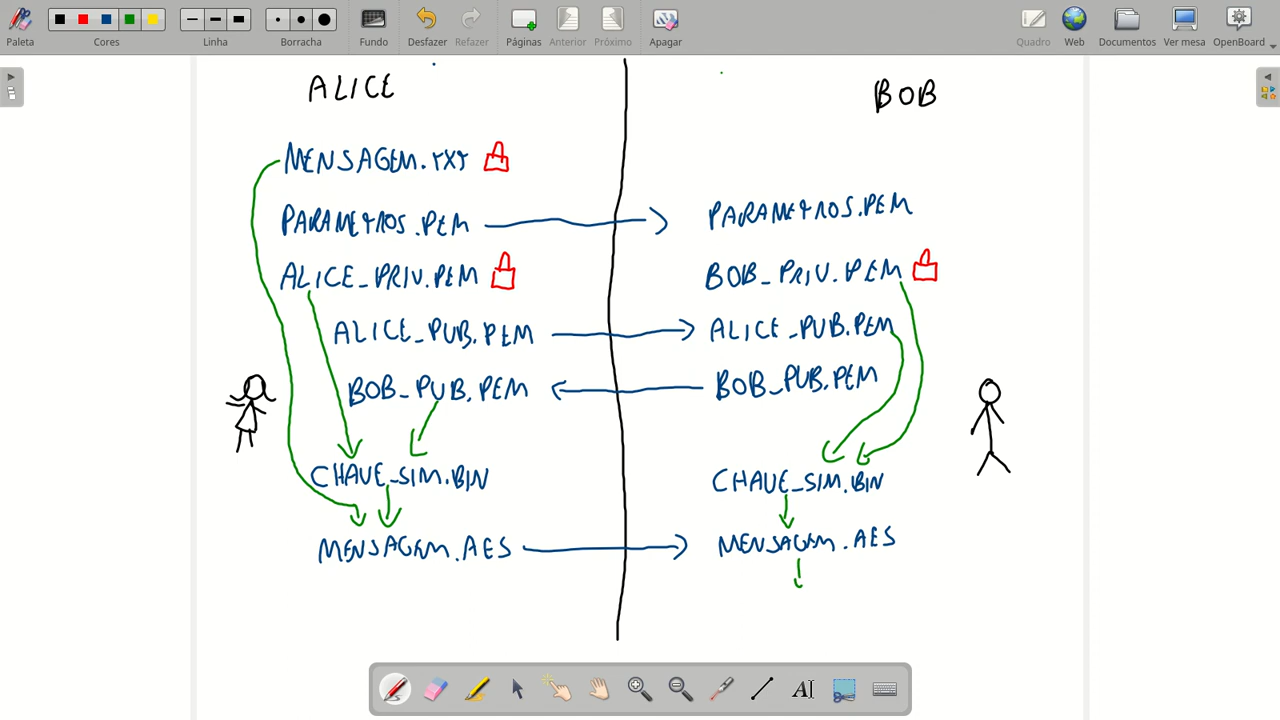 Paleta
Cores
Linha
Borracha
Fundo
Desfazer
Refazer
Páginas
Anterior
Próximo
Apagar
Quadro
Web
Documentos
Ver mesa
OpenBoard
ALICE
BOB
MENSAGEM.TXT
PARAMETROS.PEM
PARAMETROS.PEM
ALICE_PRIV.PEM
BOB_PRIV.PEM
ALICE_PUB.PEM
ALICE_PUB.PEM
BOB_PUB.PEM
BOB_PUB.PEM
CHAVE_SIM.BIN
CHAVE_SIM.BIN
MENSAGEM.AES
MENSAGEM.AES
AI